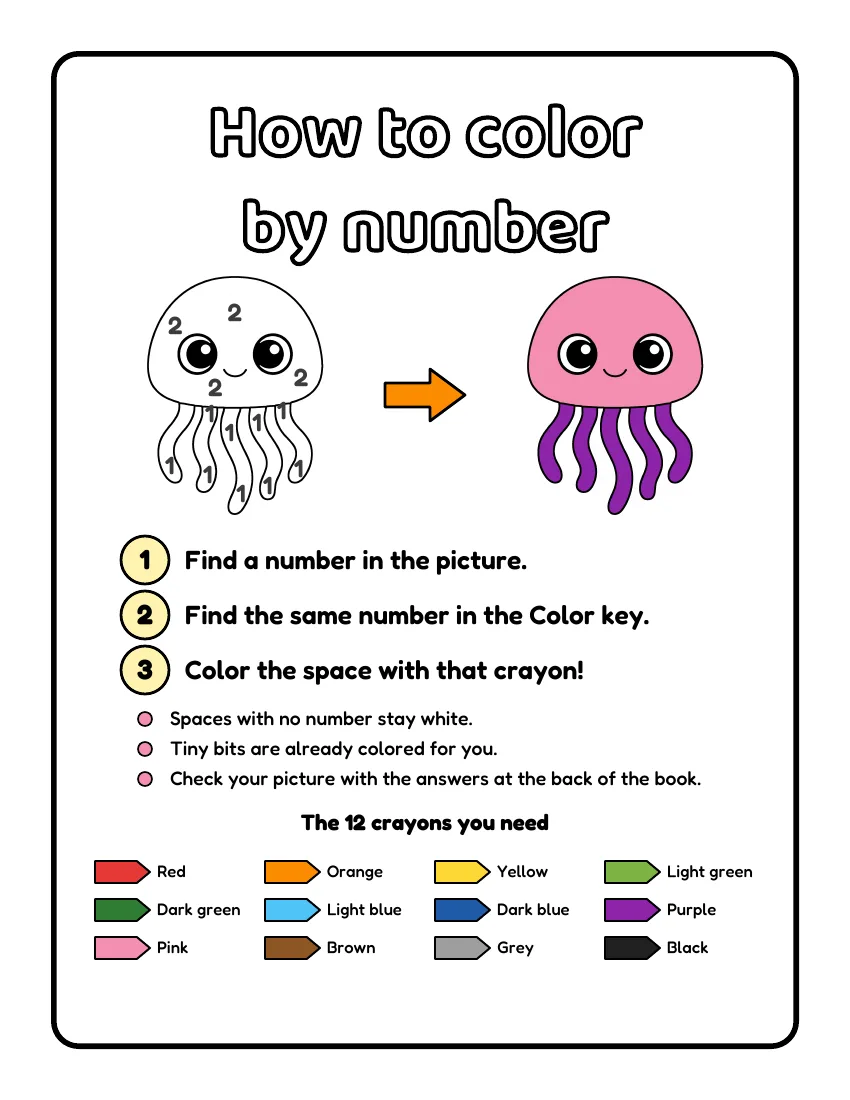 How to color
by number
2
2
2
2
1
1
1
1
1
1
1
1
1
1 Find a number in the picture.
2 Find the same number in the Color key.
3 Color the space with that crayon!
Spaces with no number stay white.
Tiny bits are already colored for you.
Check your picture with the answers at the back of the book.
The 12 crayons you need
Red Orange Yellow Light green
Dark green Light blue Dark blue Purple
Pink Brown Grey Black